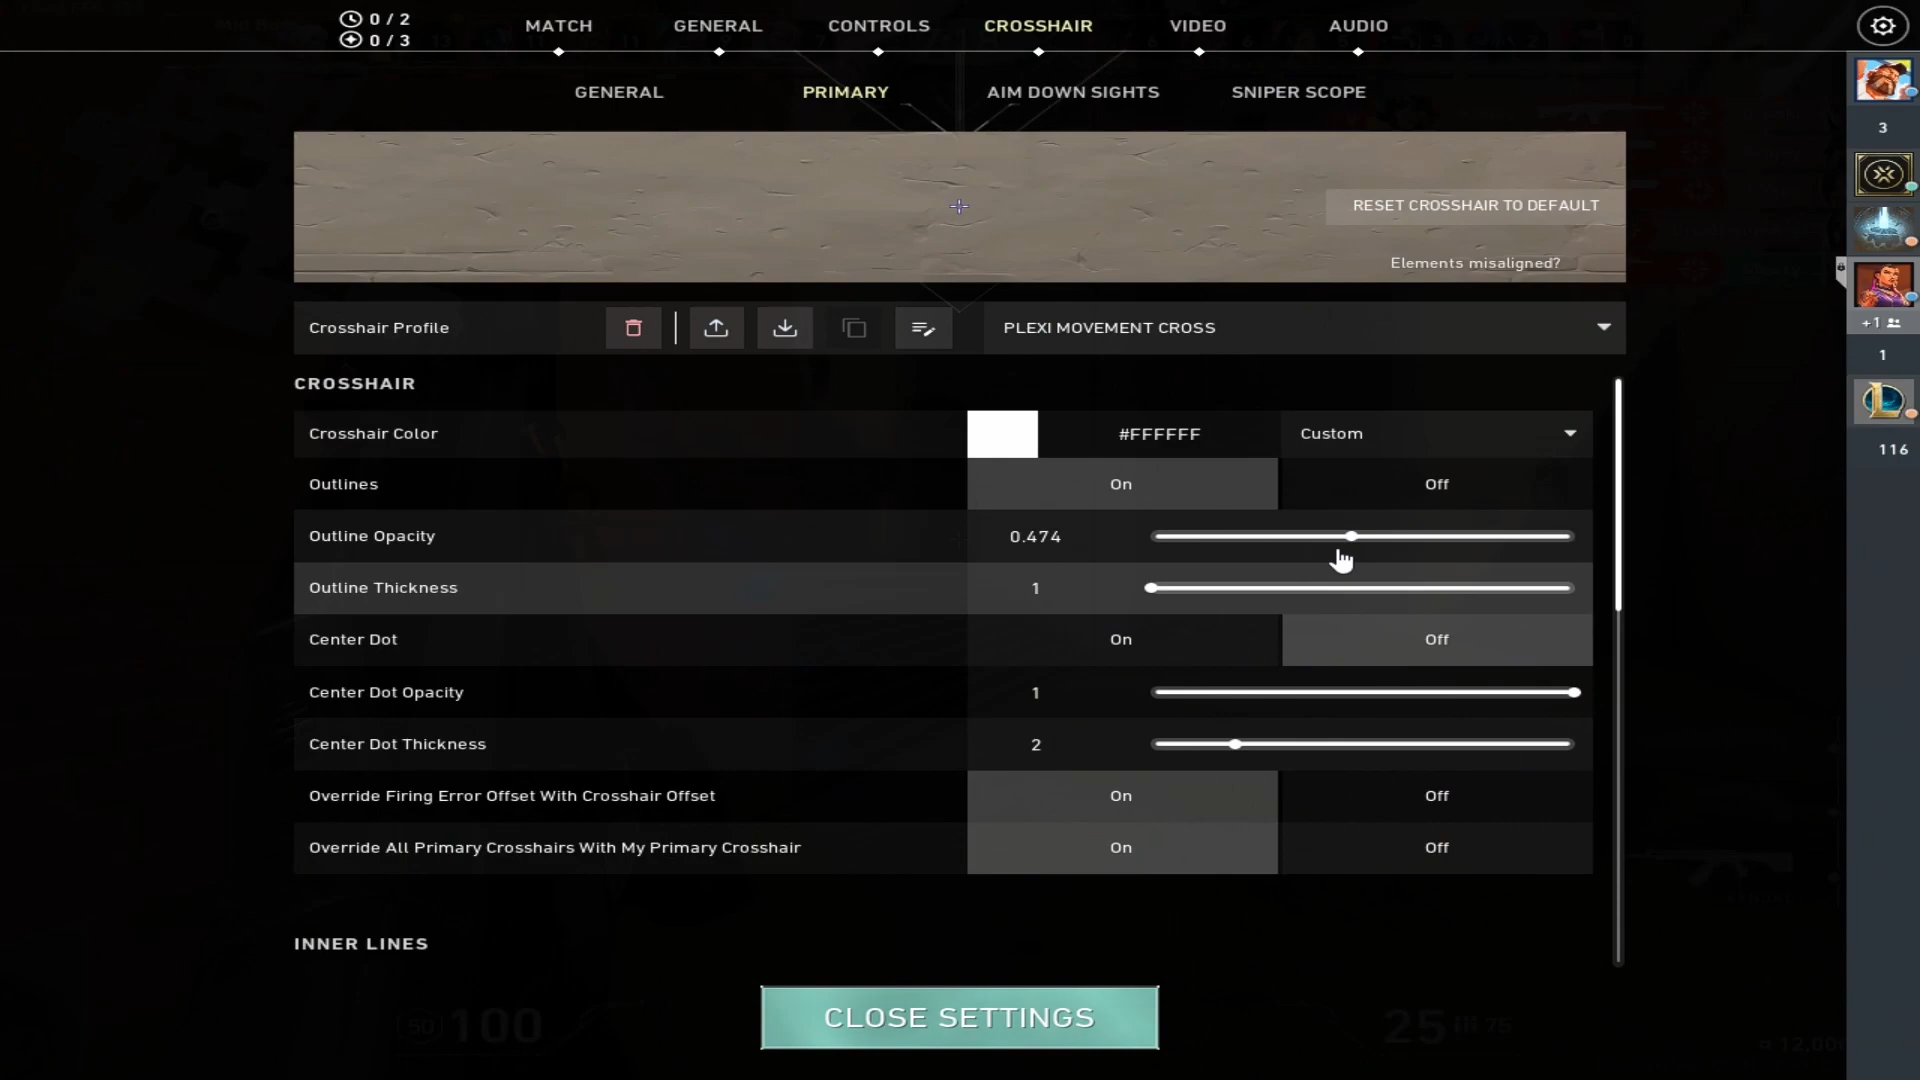 0 / 2
0 / 3
MATCH
GENERAL
CONTROLS
CROSSHAIR
VIDEO
AUDIO
GENERAL
PRIMARY
AIM DOWN SIGHTS
SNIPER SCOPE
RESET CROSSHAIR TO DEFAULT
Elements misaligned?
Crosshair Profile
PLEXI MOVEMENT CROSS
CROSSHAIR
Crosshair Color
#FFFFFF
Custom
Outlines
On
Off
Outline Opacity
0.474
Outline Thickness
1
Center Dot
On
Off
Center Dot Opacity
1
Center Dot Thickness
2
Override Firing Error Offset With Crosshair Offset
On
Off
Override All Primary Crosshairs With My Primary Crosshair
On
Off
INNER LINES
CLOSE SETTINGS
50
100
25
75
3
+1
1
116